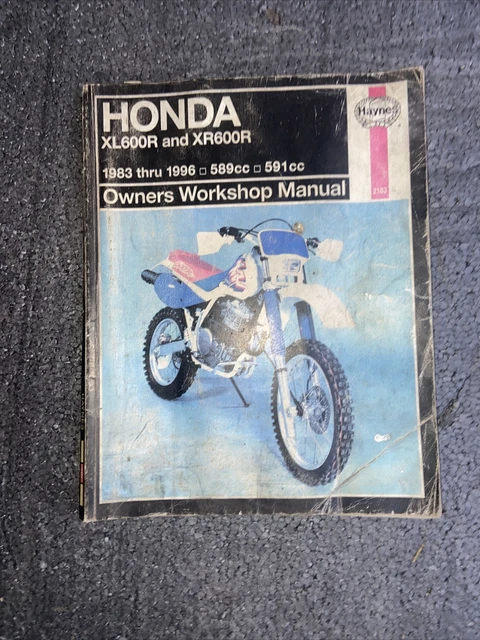 HONDA
Haynes
XL600R and XR600R
1983 thru 1996 □ 589cc □ 591cc
2183
Owners Workshop Manual